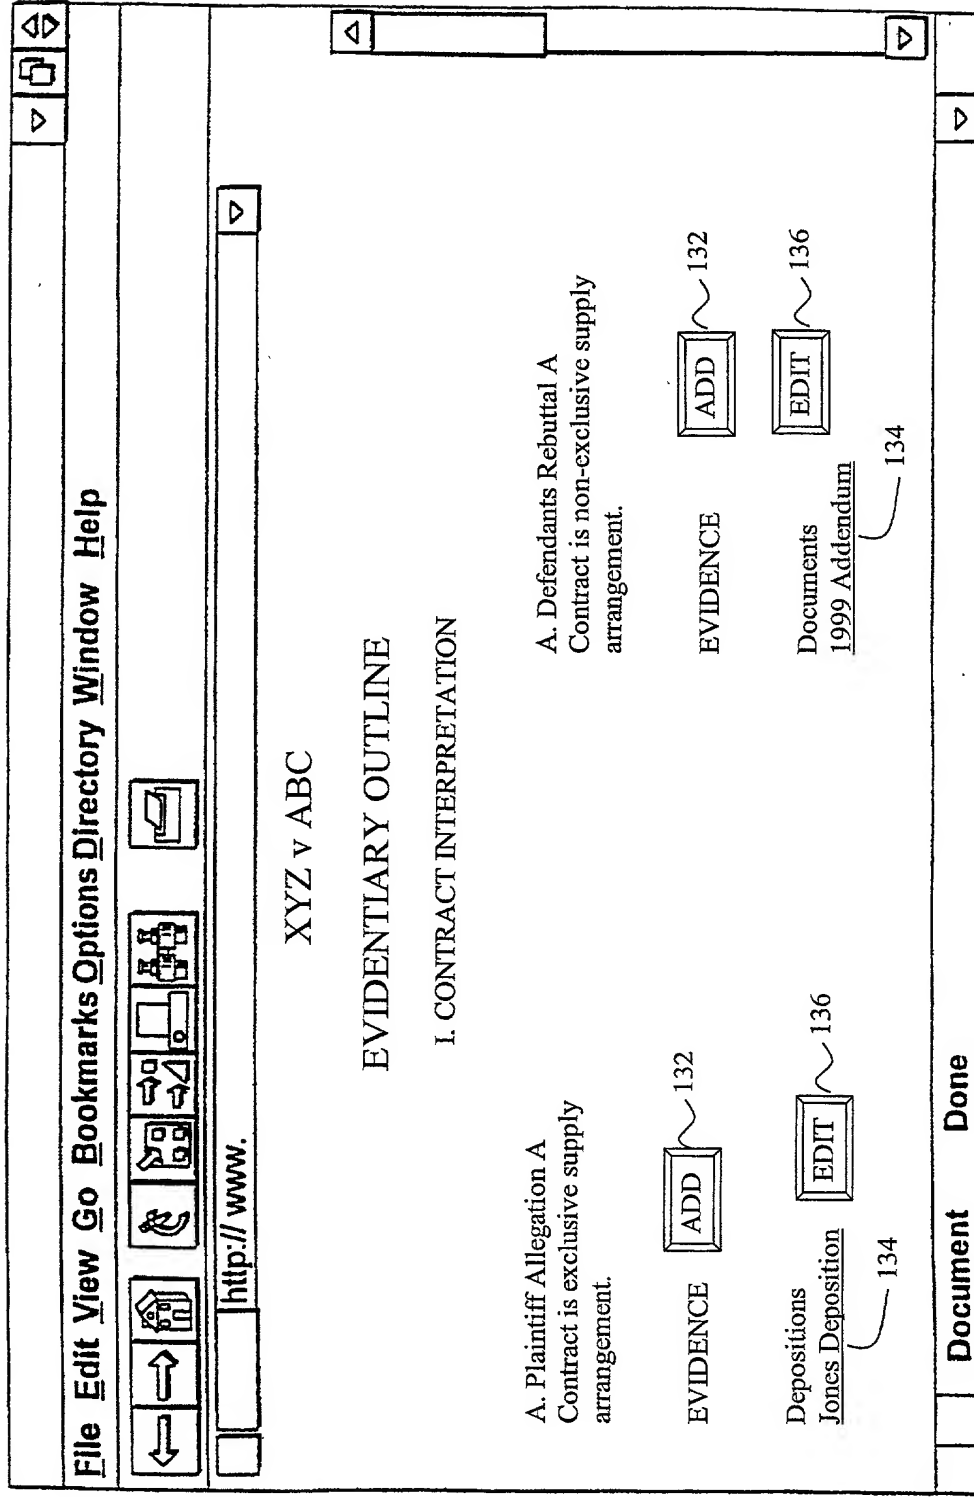 File Edit View Go Bookmarks Options Directory Window Help
http:// www.
XYZ v ABC
EVIDENTIARY OUTLINE
I. CONTRACT INTERPRETATION
A. Plaintiff Allegation A
Contract is exclusive supply
arrangement.
EVIDENCE
ADD
132
Depositions
Jones Deposition
EDIT
136
134
A. Defendants Rebuttal A
Contract is non-exclusive supply
arrangement.
EVIDENCE
ADD
132
Documents
1999 Addendum
EDIT
136
134
Document Done